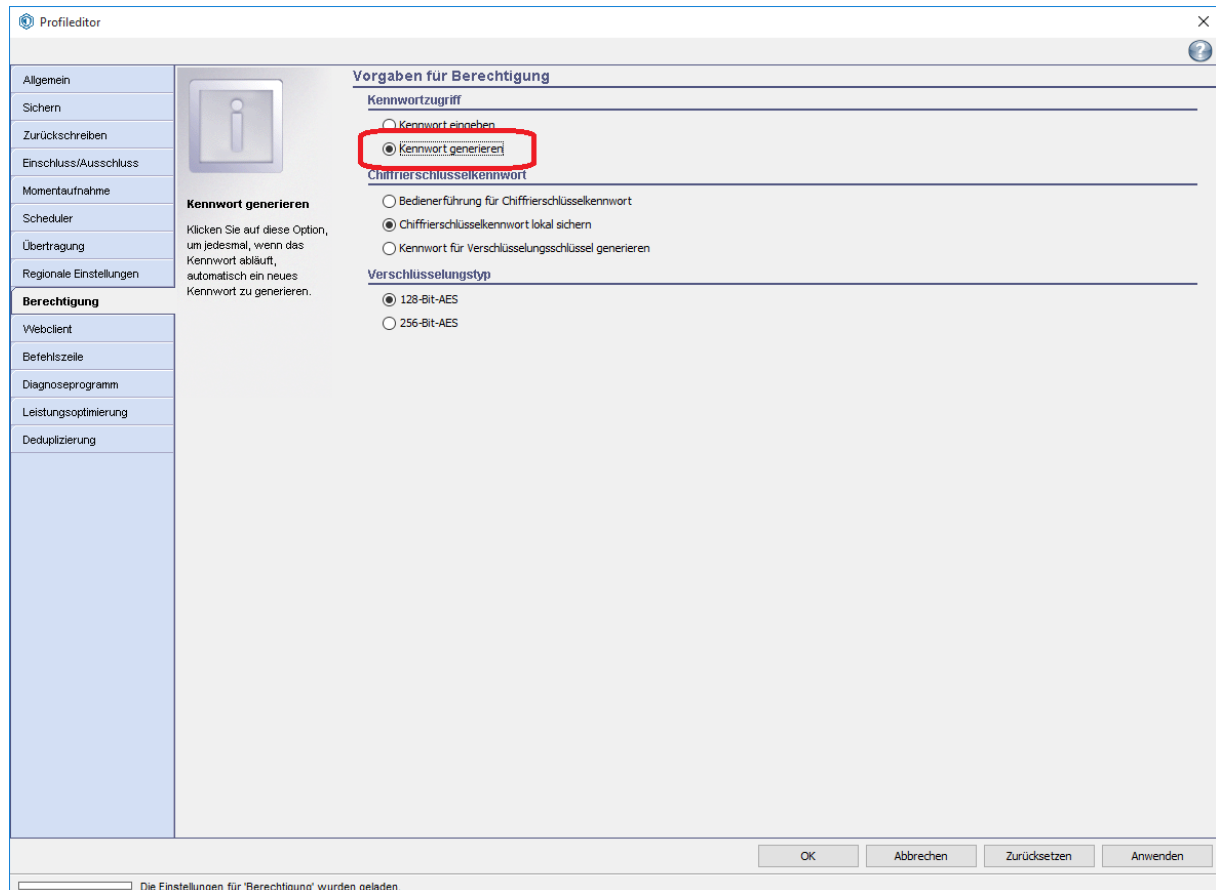 Profileditor
Allgemein
Sichern
Zurückschreiben
Einschluss/Ausschluss
Momentaufnahme
Scheduler
Übertragung
Regionale Einstellungen
Berechtigung
Webclient
Befehlszeile
Diagnoseprogramm
Leistungsoptimierung
Deduplizierung
Kennwort generieren
Klicken Sie auf diese Option,
um jedesmal, wenn das
Kennwort abläuft,
automatisch ein neues
Kennwort zu generieren.
Vorgaben für Berechtigung
Kennwortzugriff
Kennwort eingeben
Kennwort generieren
Chiffrierschlüsselkennwort
Bedienerführung für Chiffrierschlüsselkennwort
Chiffrierschlüsselkennwort lokal sichern
Kennwort für Verschlüsselungsschlüssel generieren
Verschlüsselungstyp
128-Bit-AES
256-Bit-AES
OK
Abbrechen
Zurücksetzen
Anwenden
Die Einstellungen für 'Berechtigung' wurden geladen.